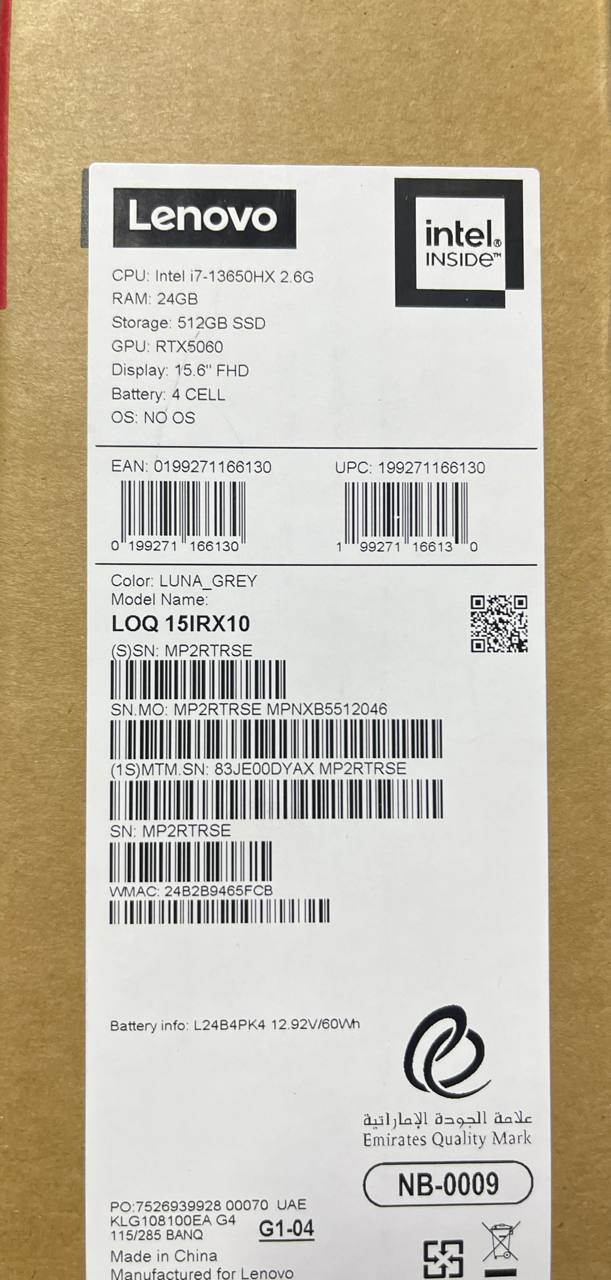 Lenovo
intel® INSIDE™
CPU: Intel i7-13650HX 2.6G
RAM: 24GB
Storage: 512GB SSD
GPU: RTX5060
Display: 15.6" FHD
Battery: 4 CELL
OS: NO OS
EAN: 0199271166130
UPC: 199271166130
0 199271 166130
1 99271 16613 0
Color: LUNA_GREY
Model Name:
LOQ 15IRX10
(S)SN: MP2RTRSE
SN.MO: MP2RTRSE MPNXB5512046
(1S)MTM.SN: 83JE00DYAX MP2RTRSE
SN: MP2RTRSE
WMAC: 24B2B9465FCB
Battery info: L24B4PK4 12.92V/60Wh
علامة الجودة الإماراتية
Emirates Quality Mark
NB-0009
PO:7526939928 00070 UAE
KLG108100EA G4
115/285 BANQ
G1-04
Made in China
Manufactured for Lenovo